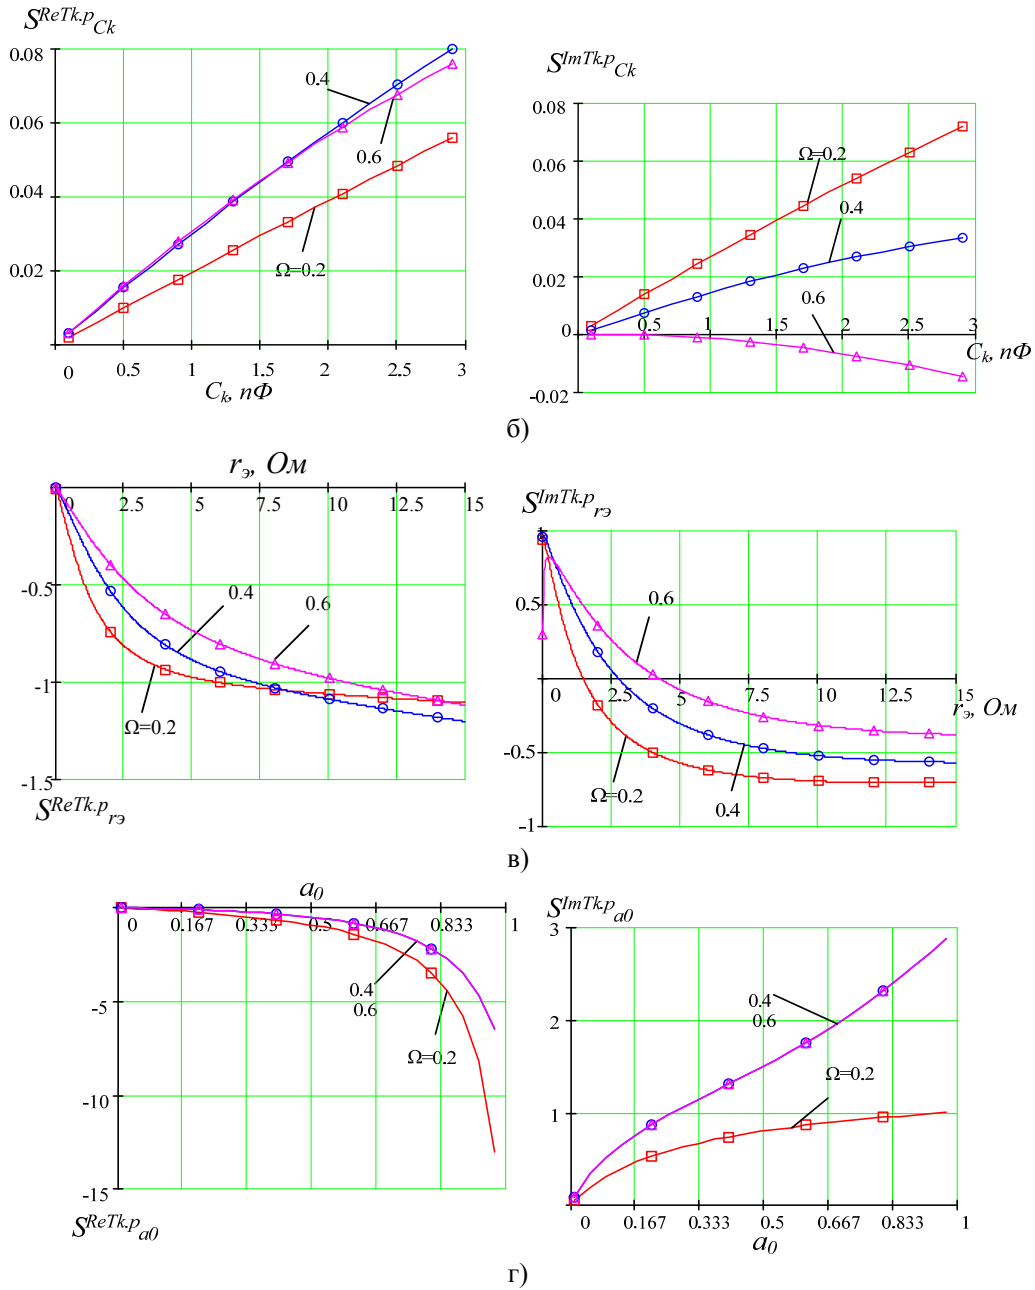 S^ReTk.p_Ck
0.08
0.06
0.04
0.02
0.4
0.6
Ω=0.2
0 0.5 1 1.5 2 2.5 3
C_k, пФ
S^ImTk.p_Ck
0.08
0.06
0.04
0.02
0
-0.02
Ω=0.2
0.4
0.6
0.5 1 1.5 2 2.5 3
C_k, пФ
б)
r_э, Ом
0 2.5 5 7.5 10 12.5 15
-0.5
-1
-1.5
0.4
0.6
Ω=0.2
S^ReTk.p_rэ
S^ImTk.p_rэ
1
0.5
0 2.5 5 7.5 10 12.5 15
r_э, Ом
-0.5
-1
0.6
Ω=0.2
0.4
в)
a_0
0 0.167 0.333 0.5 0.667 0.833 1
-5
-10
-15
0.4
0.6
Ω=0.2
S^ReTk.p_a0
S^ImTk.p_a0
3
2
1
0.4
0.6
Ω=0.2
0 0.167 0.333 0.5 0.667 0.833 1
a_0
г)